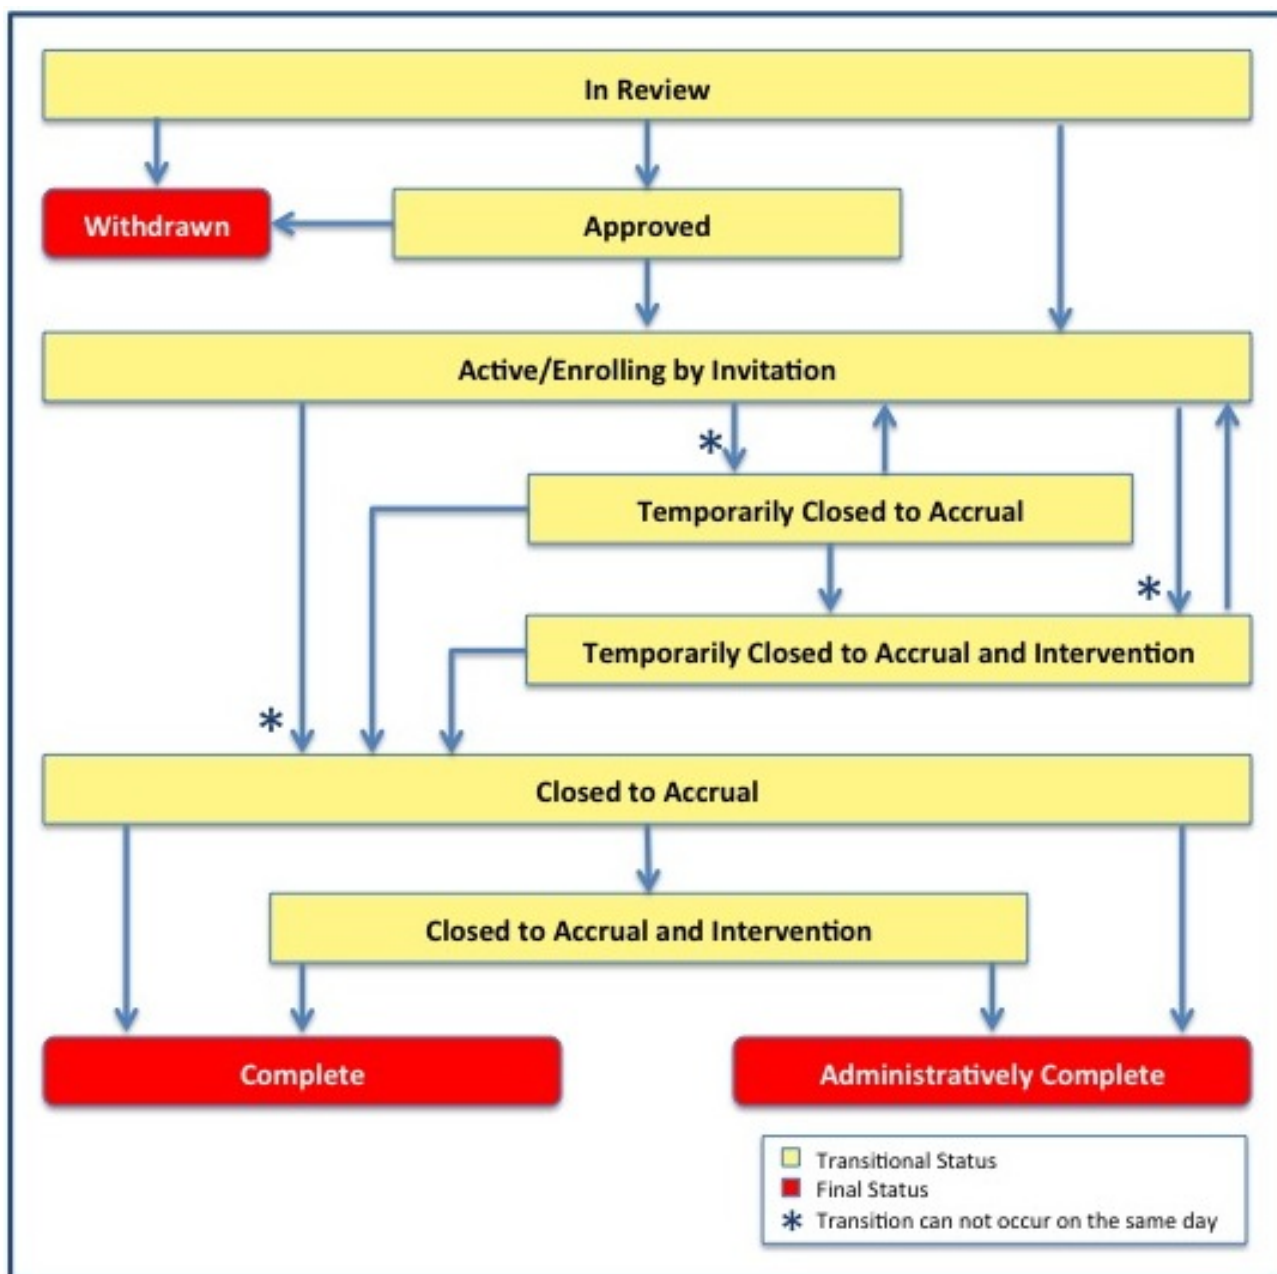 In Review
Withdrawn
Approved
Active/Enrolling by Invitation
*
Temporarily Closed to Accrual
*
Temporarily Closed to Accrual and Intervention
*
Closed to Accrual
Closed to Accrual and Intervention
Complete
Administratively Complete
Transitional Status
Final Status
* Transition can not occur on the same day